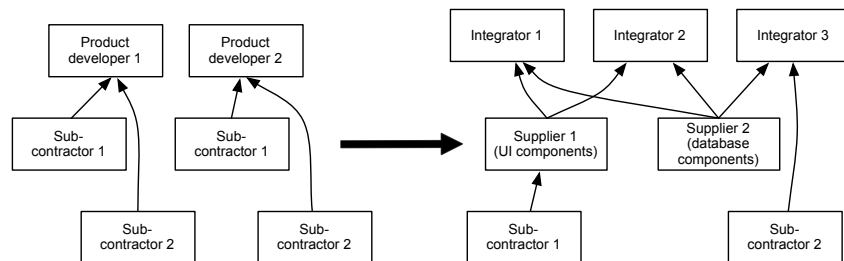 Product
developer 1
Product
developer 2
Integrator 1
Integrator 2
Integrator 3
Sub-
contractor 1
Sub-
contractor 1
Supplier 1
(UI components)
Supplier 2
(database
components)
Sub-
contractor 2
Sub-
contractor 2
Sub-
contractor 1
Sub-
contractor 2